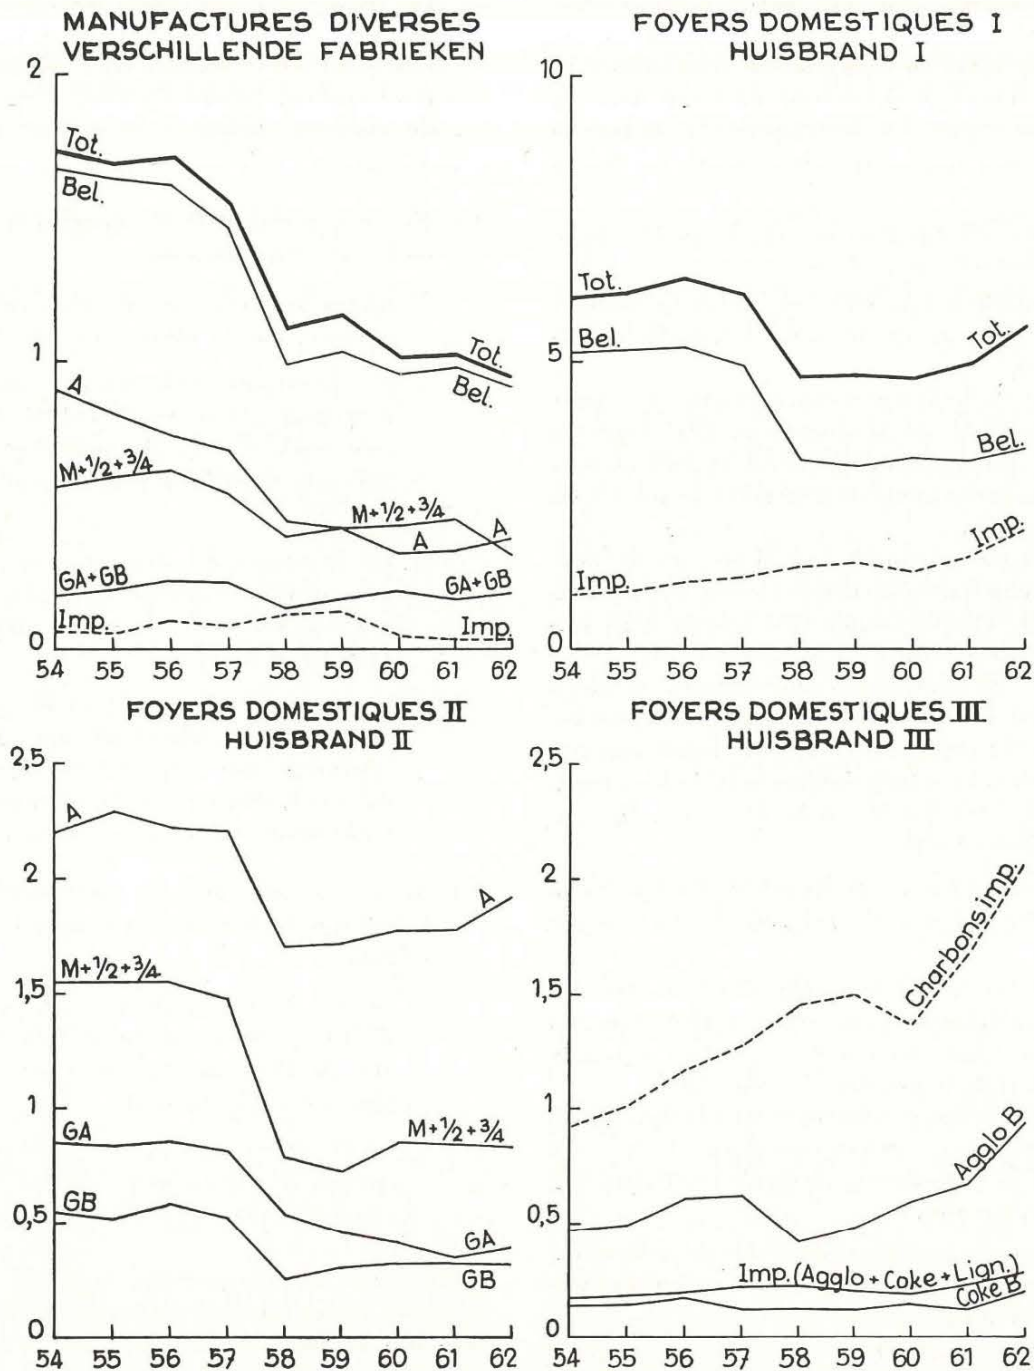 MANUFACTURES DIVERSES
VERSCHILLENDE FABRIEKEN
2
1
0
Tot.
Bel.
A
M+1/2+3/4
GA+GB
Imp.
Tot.
Bel.
M+1/2+3/4
A
A
GA+GB
Imp.
54 55 56 57 58 59 60 61 62
FOYERS DOMESTIQUES I
HUISBRAND I
10
5
0
Tot.
Bel.
Imp.
Tot.
Bel.
Imp.
54 55 56 57 58 59 60 61 62
FOYERS DOMESTIQUES II
HUISBRAND II
2,5
2
1,5
1
0,5
0
A
M+1/2+3/4
GA
GB
A
M+1/2+3/4
GA
GB
54 55 56 57 58 59 60 61 62
FOYERS DOMESTIQUES III
HUISBRAND III
2,5
2
1,5
1
0,5
0
Charbons imp.
Agglo B
Imp. (Agglo + Coke + Lign.)
Coke B
54 55 56 57 58 59 60 61 62